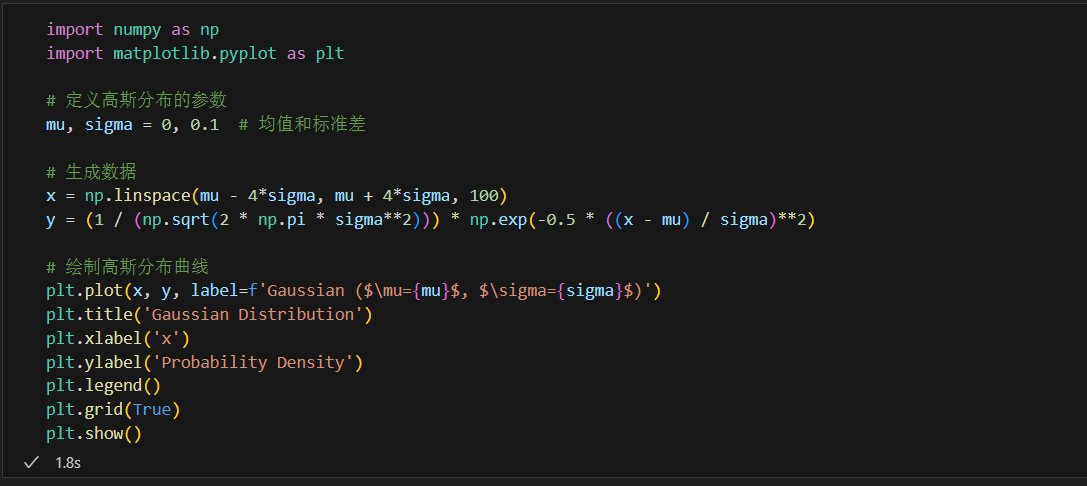 import numpy as np
import matplotlib.pyplot as plt
# 定义高斯分布的参数
mu, sigma = 0, 0.1  # 均值和标准差
# 生成数据
x = np.linspace(mu - 4*sigma, mu + 4*sigma, 100)
y = (1 / (np.sqrt(2 * np.pi * sigma**2))) * np.exp(-0.5 * ((x - mu) / sigma)**2)
# 绘制高斯分布曲线
plt.plot(x, y, label=f'Gaussian ($\mu={mu}$, $\sigma={sigma}$)')
plt.title('Gaussian Distribution')
plt.xlabel('x')
plt.ylabel('Probability Density')
plt.legend()
plt.grid(True)
plt.show()
1.8s